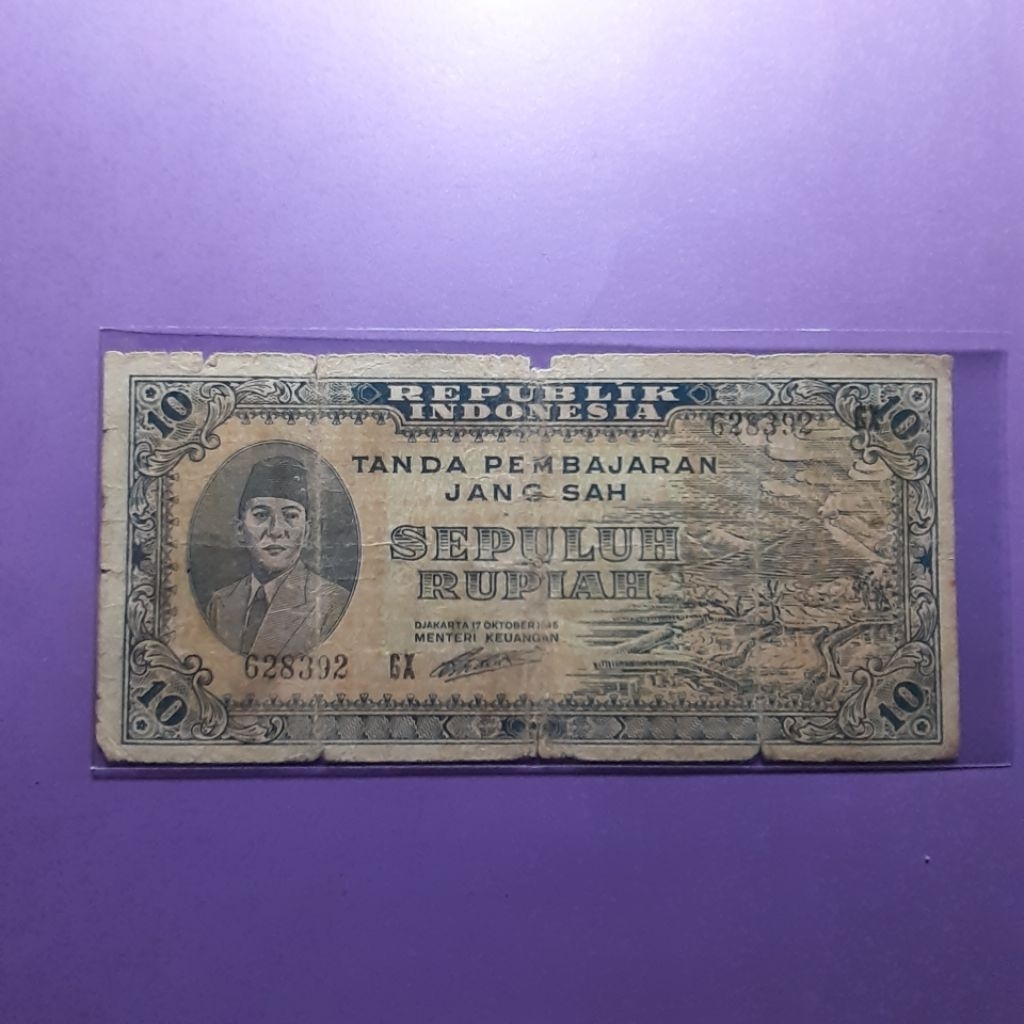 REPUBLIK
INDONESIA
10
10
628392 GX
TANDA PEMBAJARAN
JANG SAH
SEPULUH
RUPIAH
DJAKARTA 17 OKTOBER 1945
MENTERI KEUANGAN
628392 GX
10
10